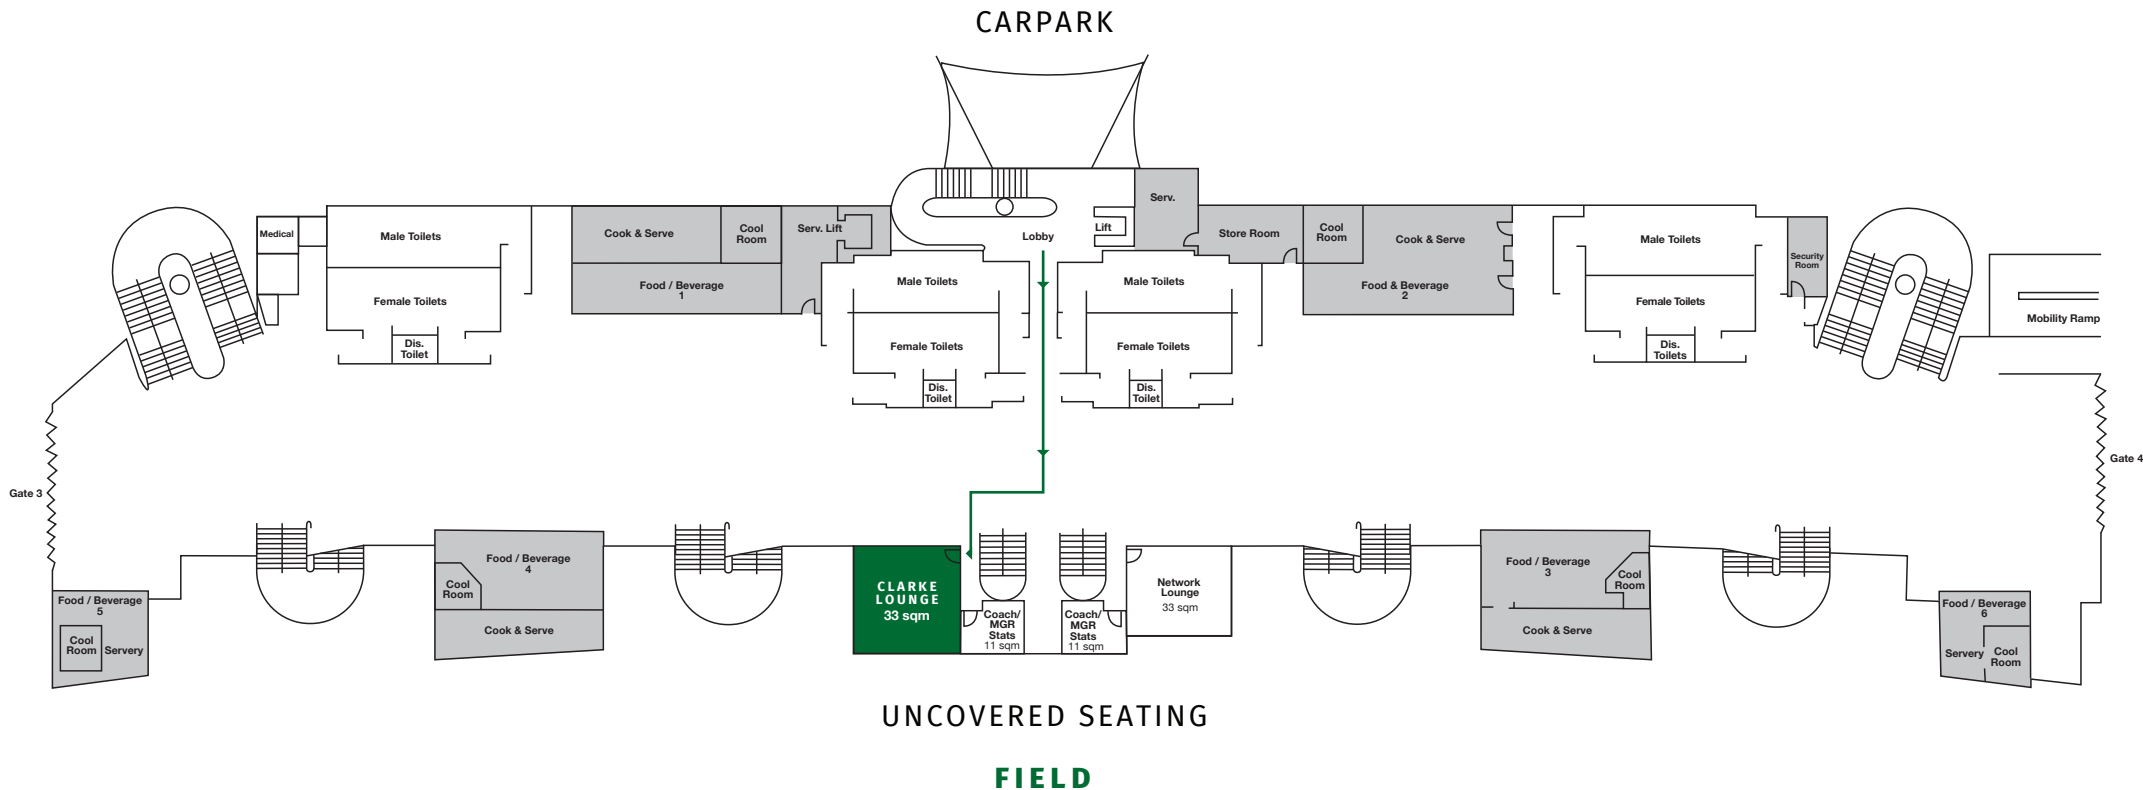 CARPARK
Medical
Male Toilets
Female Toilets
Dis.
Toilet
Cook & Serve
Cool
Room
Serv. Lift
Food / Beverage
1
Lobby
Lift
Serv.
Male Toilets
Female Toilets
Dis.
Toilet
Male Toilets
Female Toilets
Dis.
Toilet
Store Room
Cool
Room
Cook & Serve
Food & Beverage
2
Male Toilets
Female Toilets
Dis.
Toilets
Security
Room
Mobility Ramp
Gate 3
Gate 4
Food / Beverage
5
Cool
Room
Servery
Food / Beverage
4
Cool
Room
Cook & Serve
CLARKE
LOUNGE
33 sqm
Coach/
MGR
Stats
11 sqm
Coach/
MGR
Stats
11 sqm
Network
Lounge
33 sqm
Food / Beverage
3
Cool
Room
Cook & Serve
Food / Beverage
6
Servery
Cool
Room
UNCOVERED SEATING
FIELD